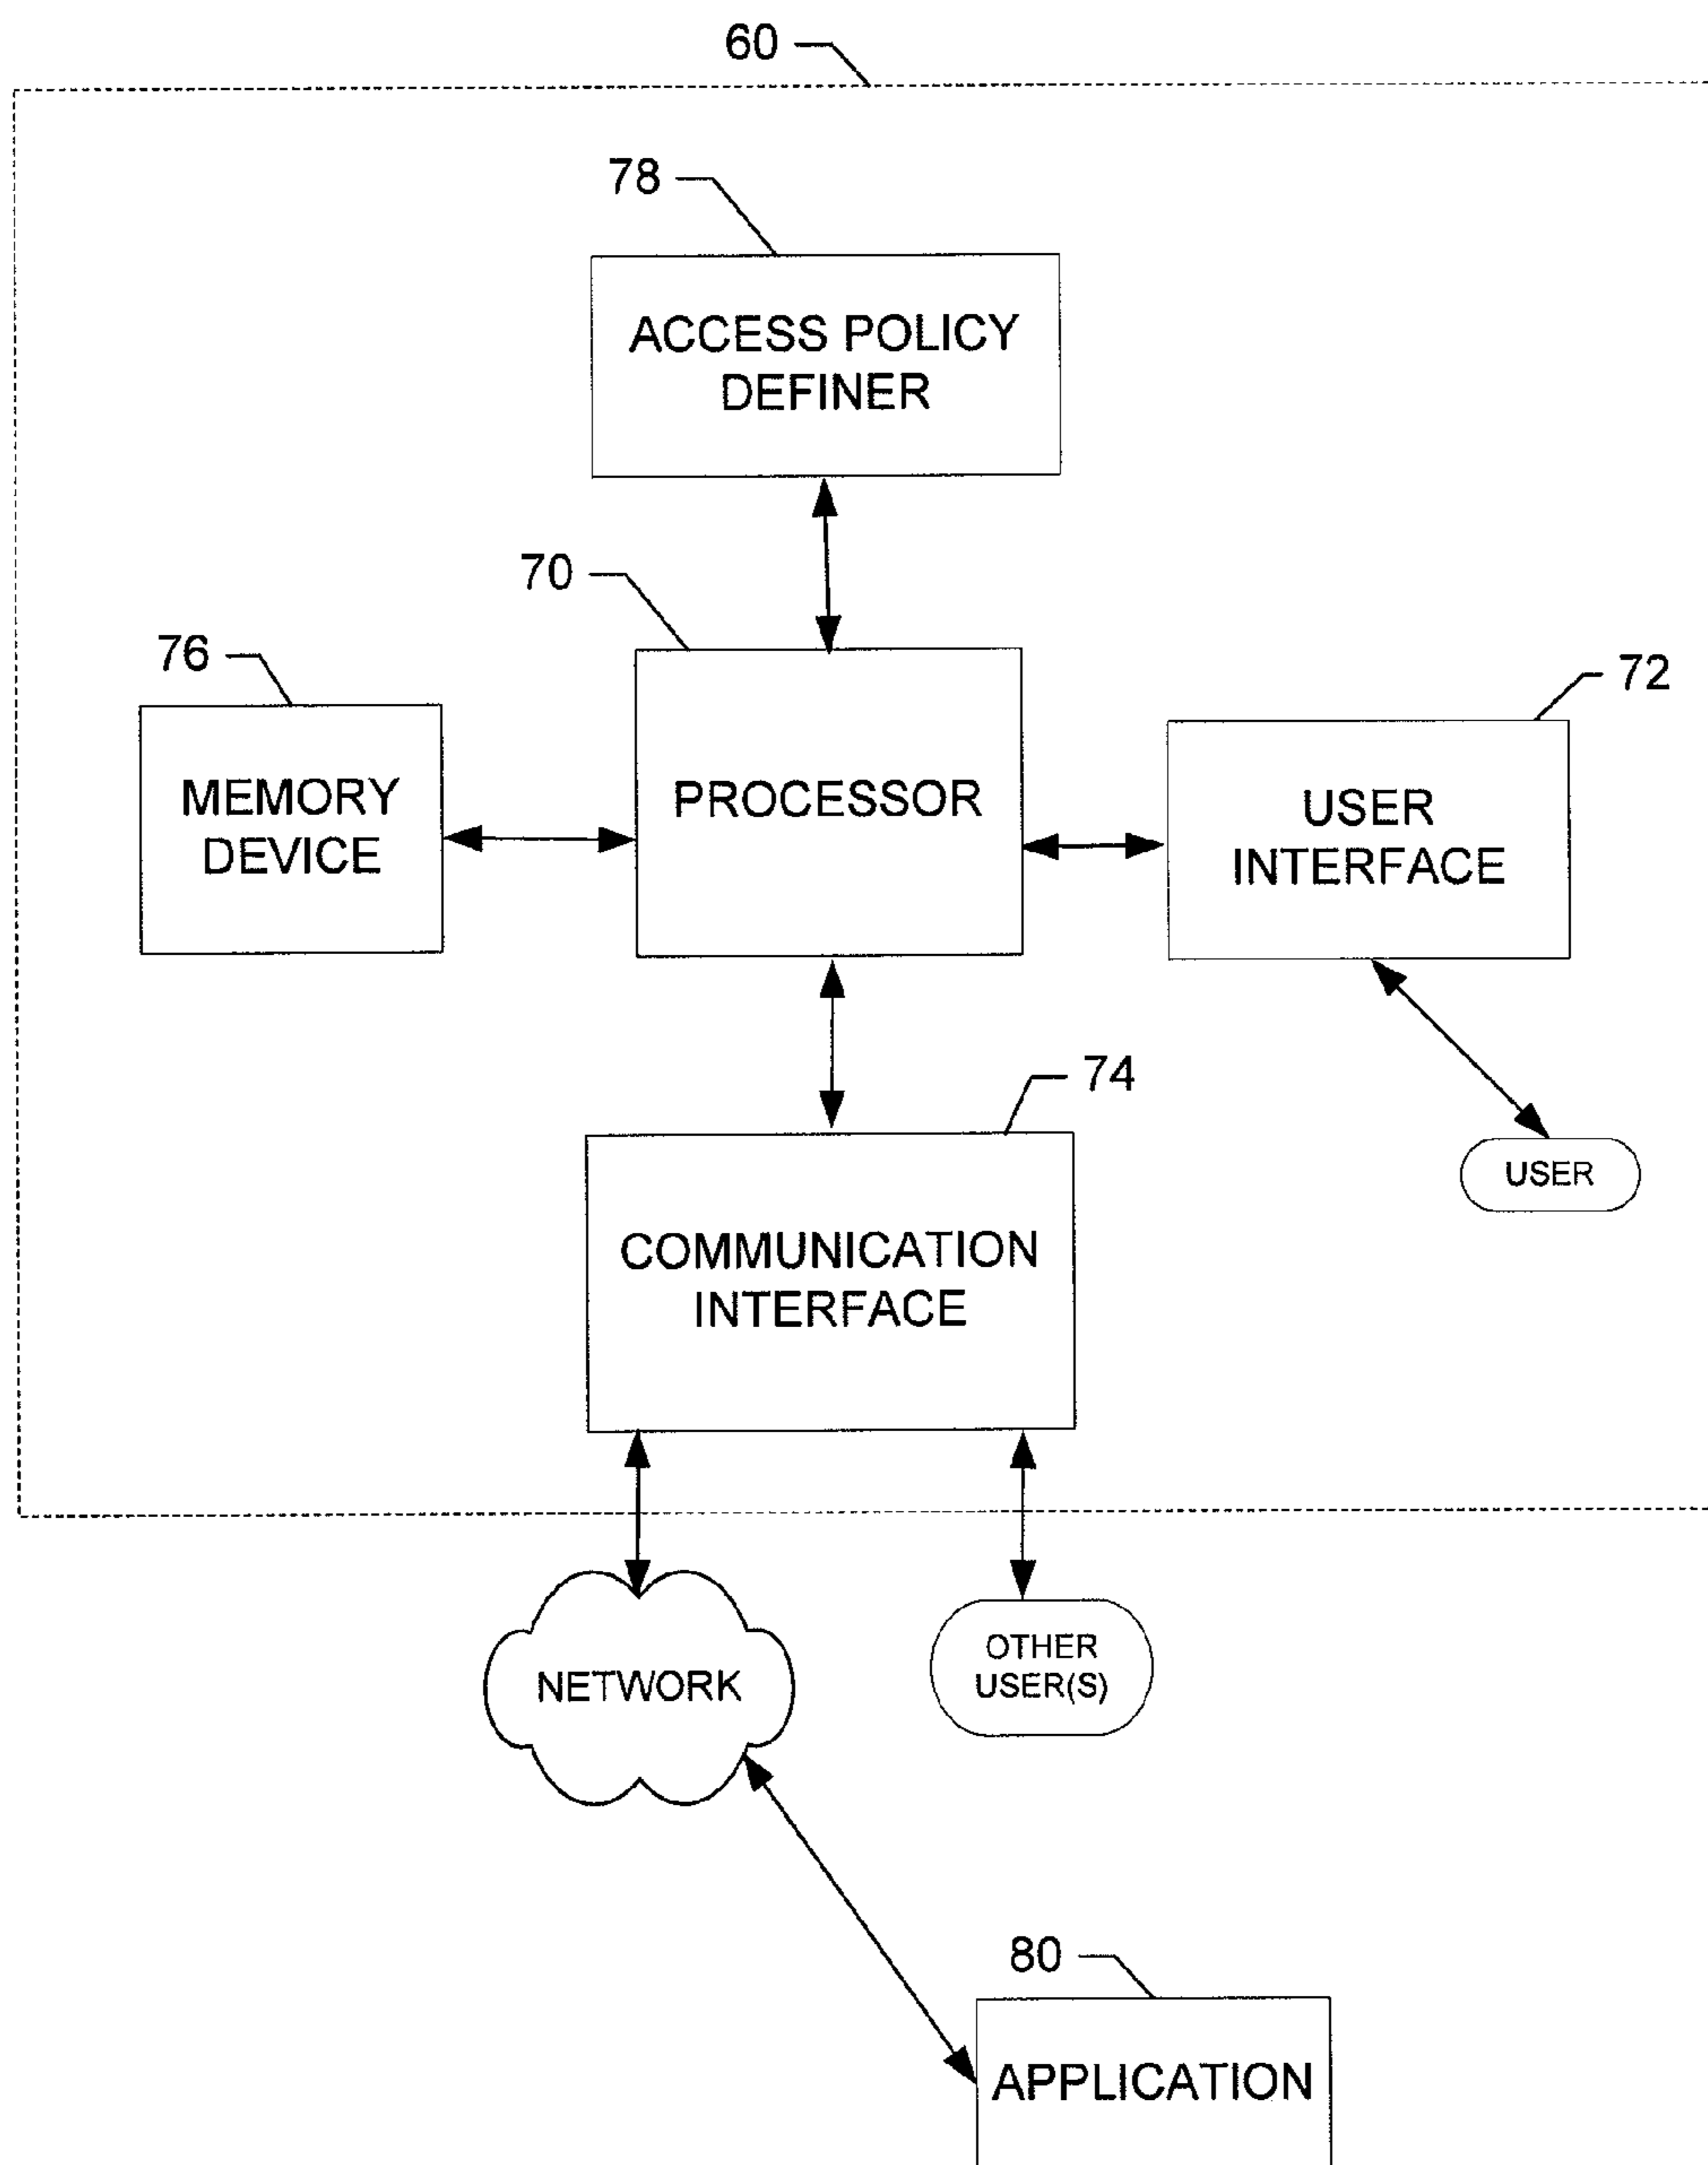 60
78
ACCESS POLICY
DEFINER
70
76
72
MEMORY
DEVICE
PROCESSOR
USER
INTERFACE
74
USER
COMMUNICATION
INTERFACE
NETWORK
OTHER
USER(S)
80
APPLICATION